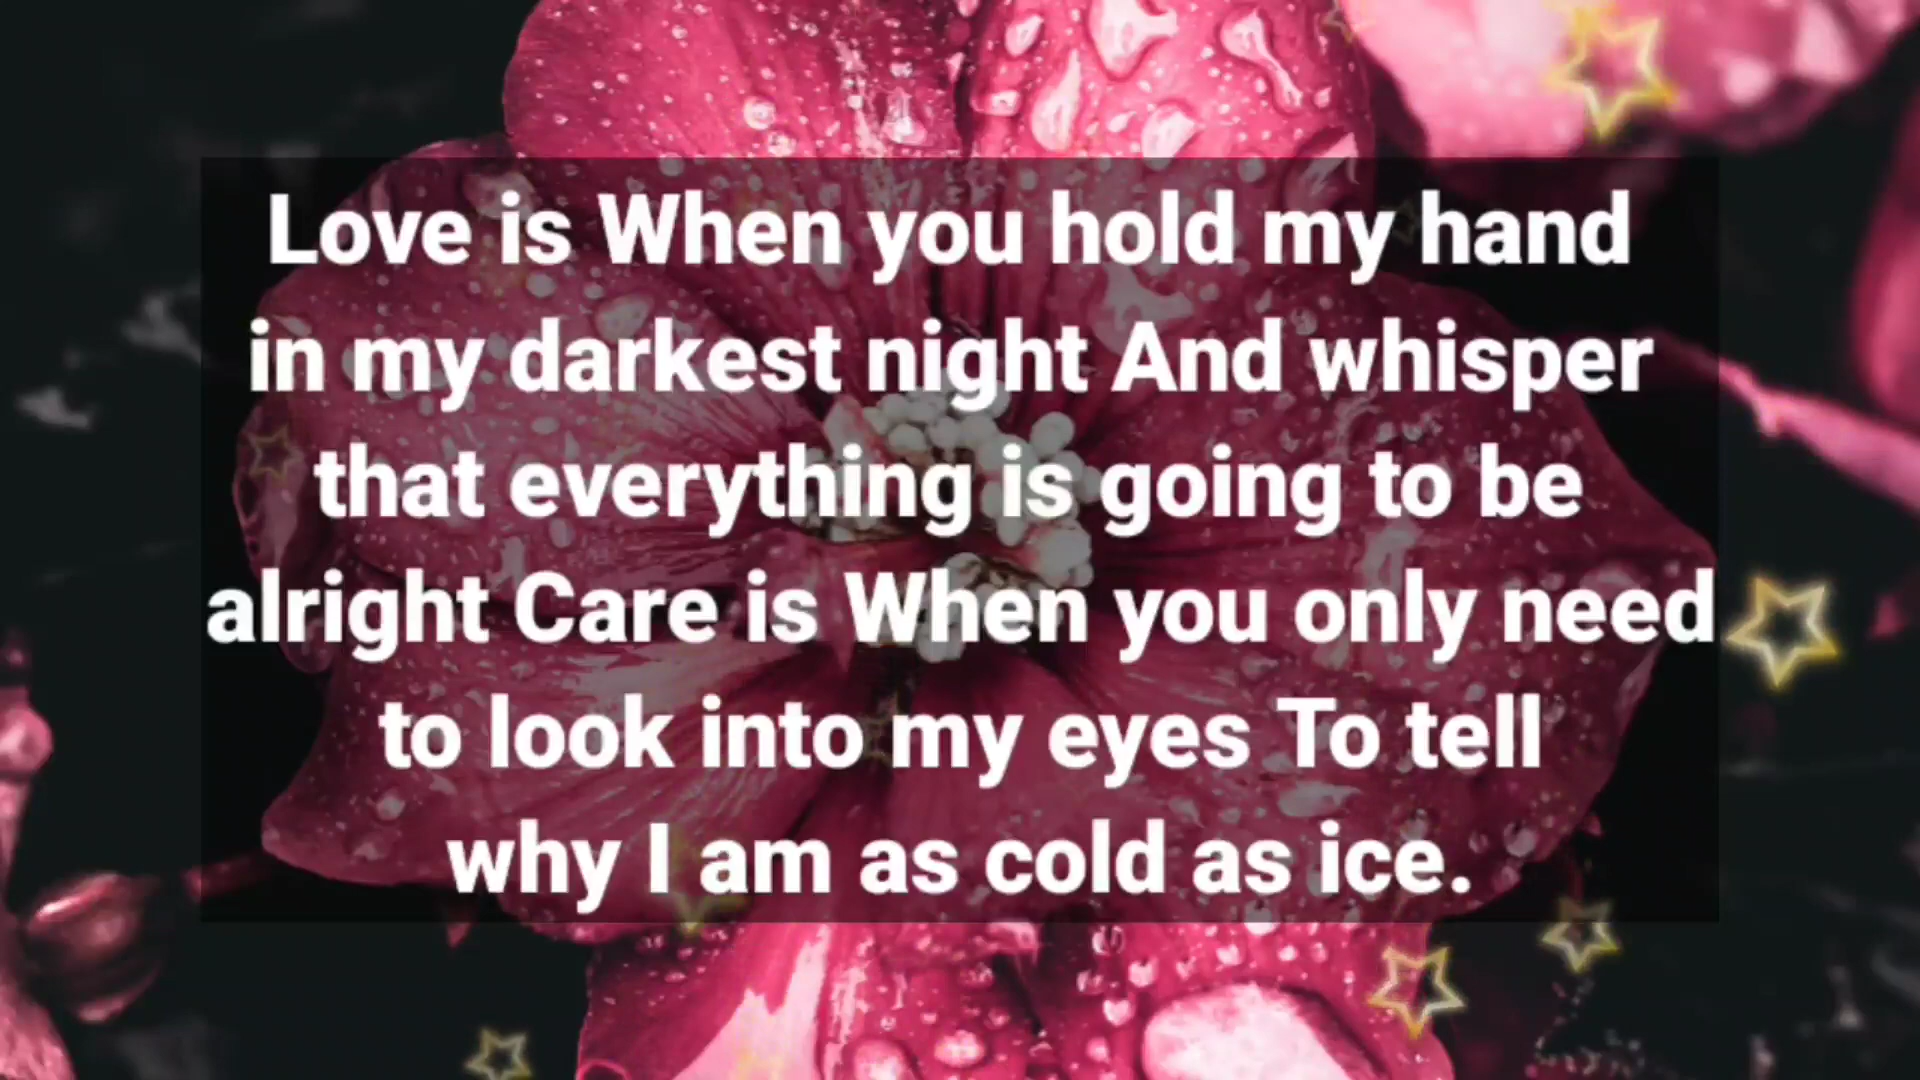 Love is When you hold my hand
in my darkest night And whisper
that everything is going to be
alright Care is When you only need
to look into my eyes To tell
why I am as cold as ice.